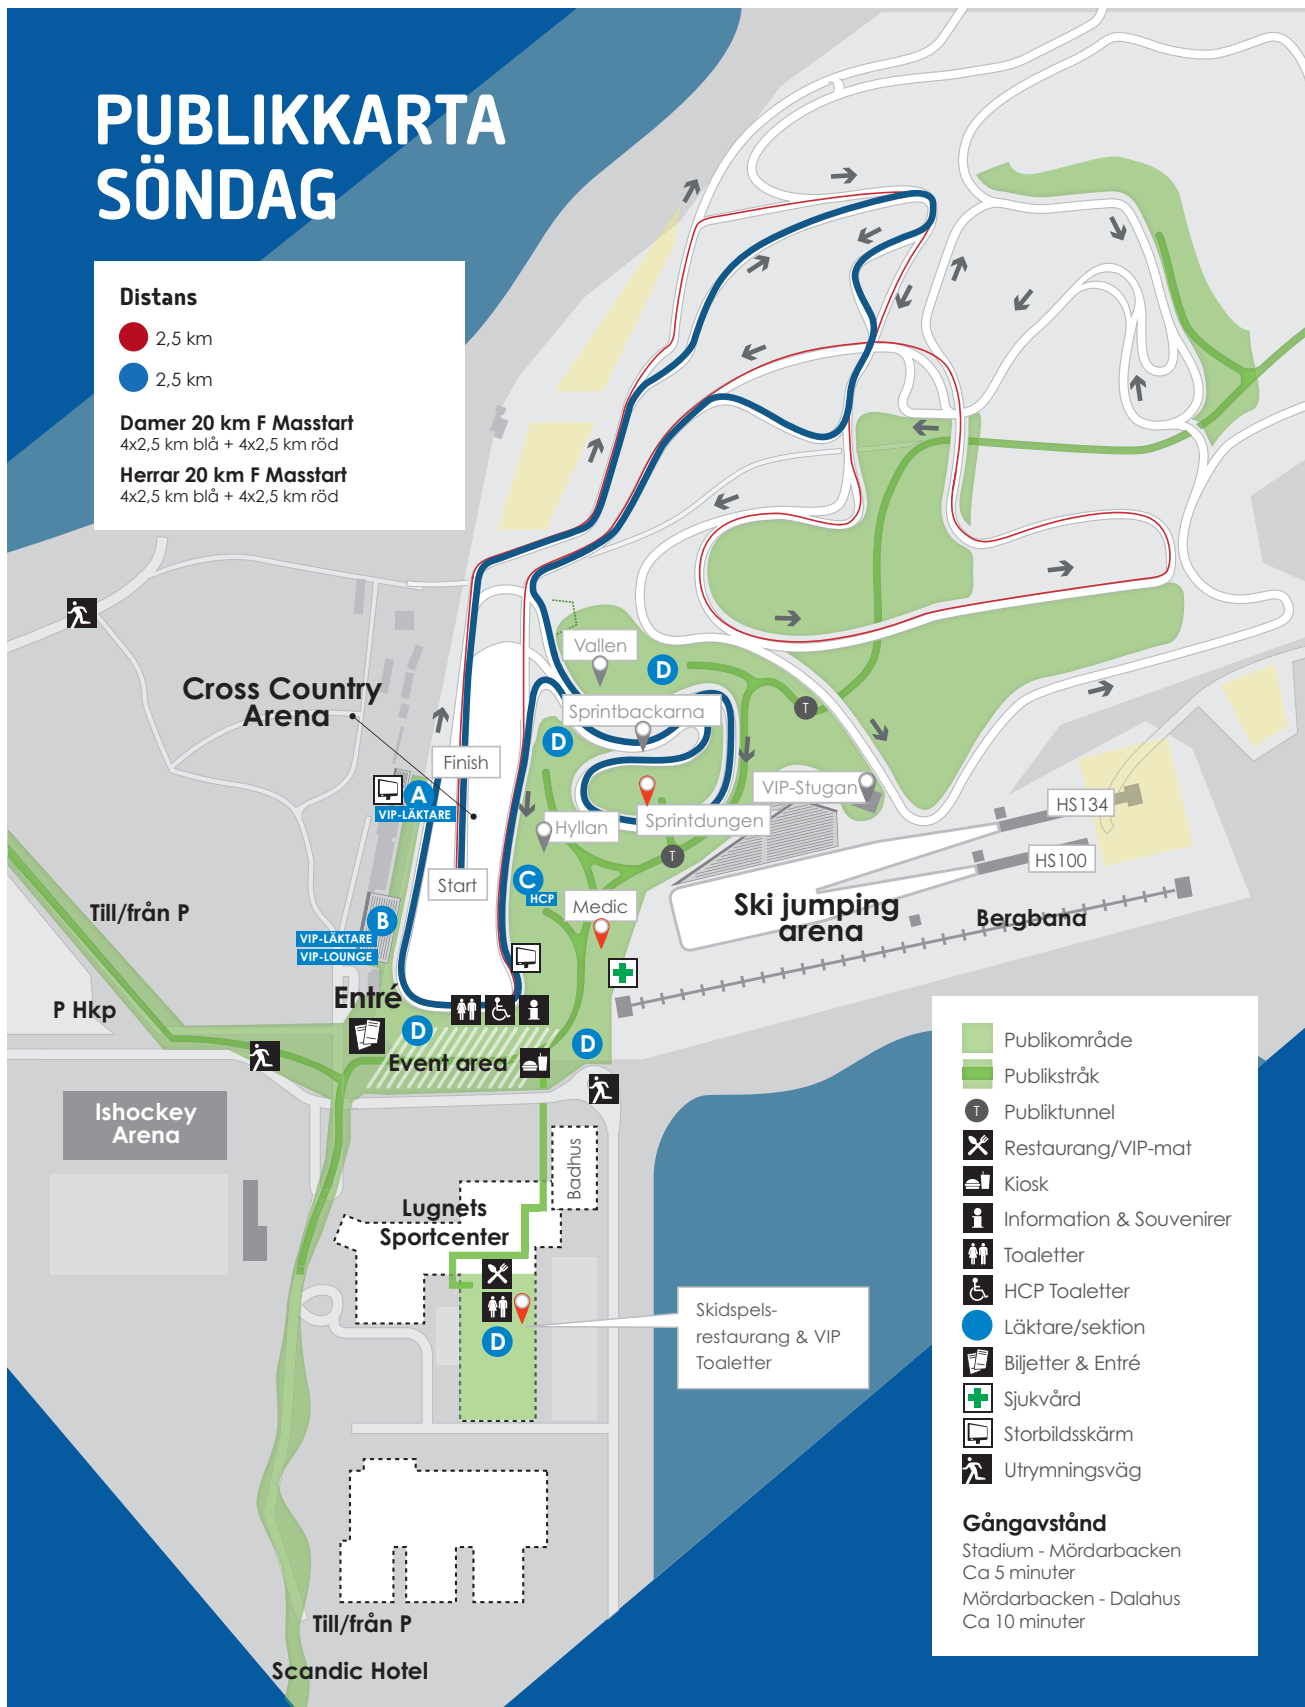 PUBLIKKARTA
SÖNDAG
Distans
2,5 km
2,5 km
Damer 20 km F Masstart
4x2,5 km blå + 4x2,5 km röd
Herrar 20 km F Masstart
4x2,5 km blå + 4x2,5 km röd
Vallen
D
Cross Country
Arena
Sprintbackarna
T
D
Finish
A
VIP-LÄKTARE
VIP-Stugan
HS134
Sprintdungen
Hyllan
T
HS100
Start
C
HCP
Medic
Till/från P
B
VIP-LÄKTARE
VIP-LOUNGE
Ski jumping
arena
Bergbana
Entré
P Hkp
D
D
Event area
Ishockey
Arena
Badhus
Lugnets
Sportcenter
D
Skidspels-
restaurang & VIP
Toaletter
Till/från P
Scandic Hotel
Publikområde
Publikstråk
T
Publiktunnel
Restaurang/VIP-mat
Kiosk
Information & Souvenirer
Toaletter
HCP Toaletter
Läktare/sektion
Biljetter & Entré
Sjukvård
Storbildsskärm
Utrymningsväg
Gångavstånd
Stadium - Mördarbacken
Ca 5 minuter
Mördarbacken - Dalahus
Ca 10 minuter